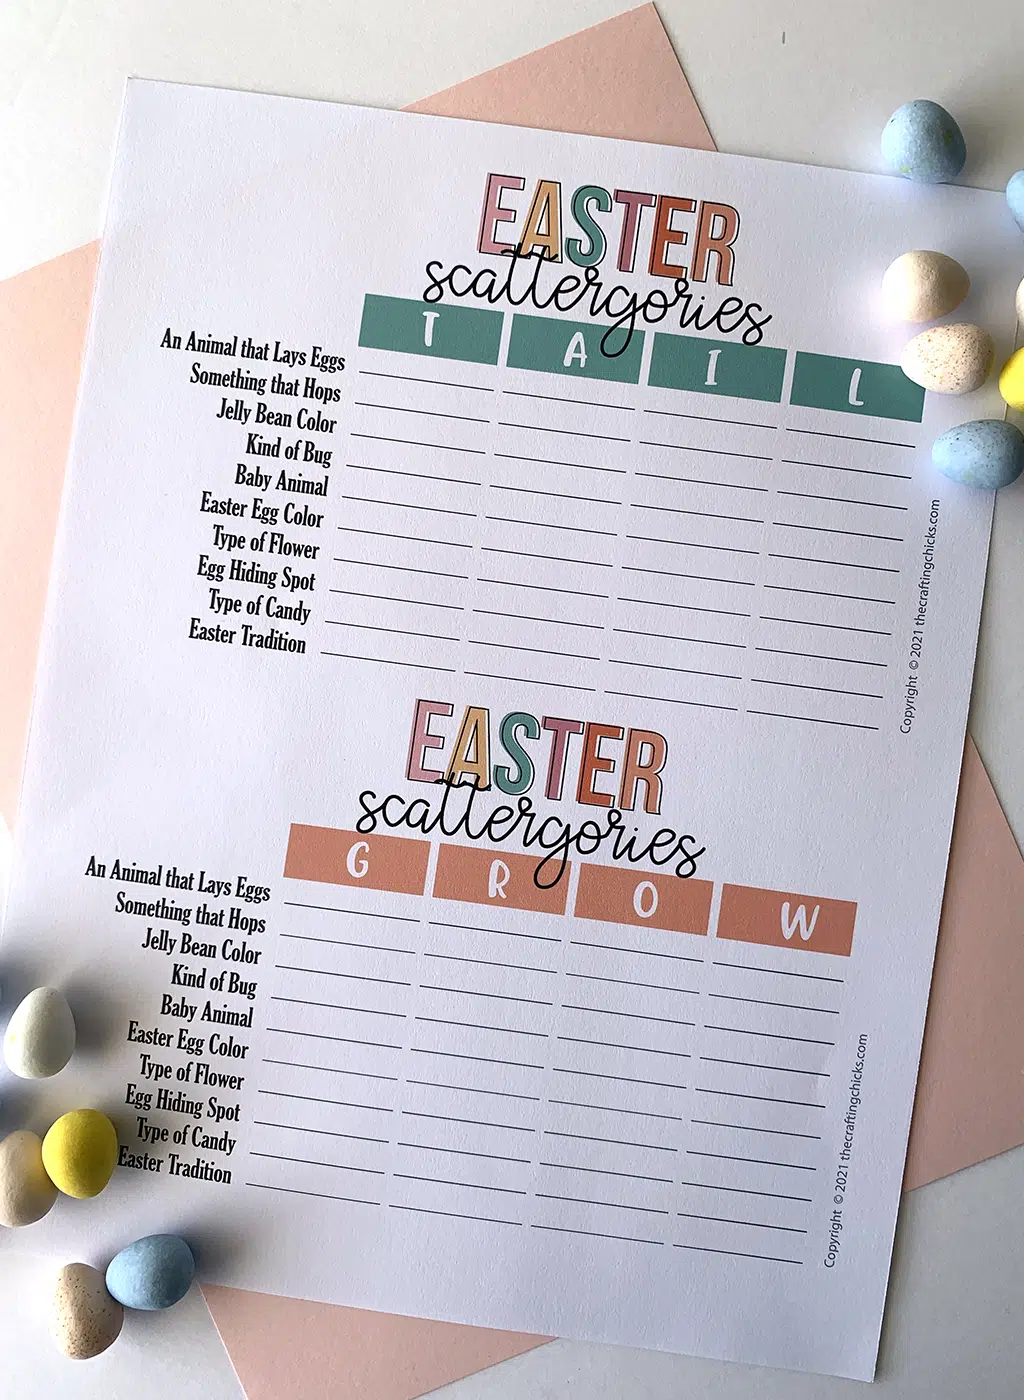 EASTER
scattergories
T A I L
An Animal that Lays Eggs
Something that Hops
Jelly Bean Color
Kind of Bug
Baby Animal
Easter Egg Color
Type of Flower
Egg Hiding Spot
Type of Candy
Easter Tradition
Copyright © 2021 thecraftingchicks.com
EASTER
scattergories
G R O W
An Animal that Lays Eggs
Something that Hops
Jelly Bean Color
Kind of Bug
Baby Animal
Easter Egg Color
Type of Flower
Egg Hiding Spot
Type of Candy
Easter Tradition
Copyright © 2021 thecraftingchicks.com